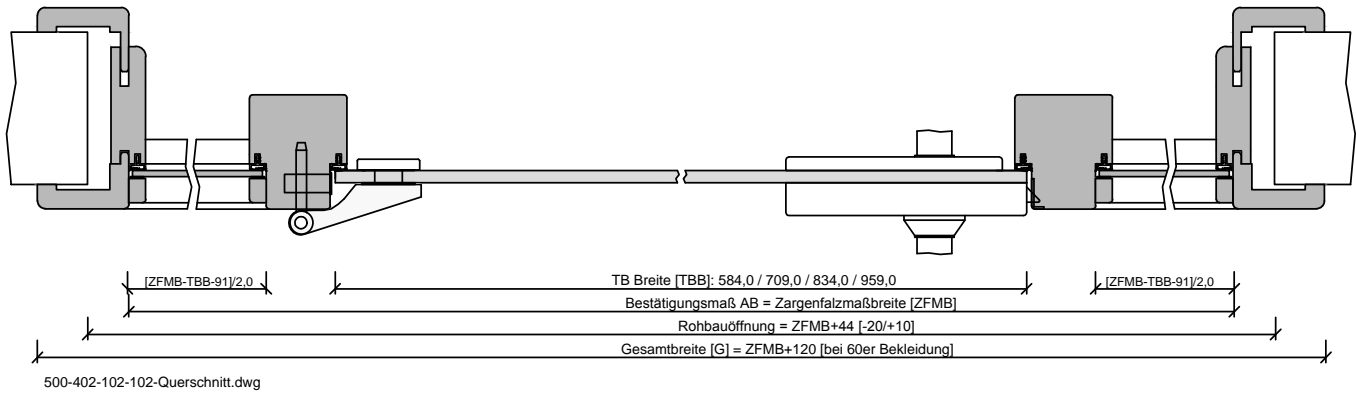 [ZFMB-TBB-91]/2,0
TB Breite [TBB]: 584,0 / 709,0 / 834,0 / 959,0
[ZFMB-TBB-91]/2,0
Bestätigungsmaß AB = Zargenfalzmaßbreite [ZFMB]
Rohbauöffnung = ZFMB+44 [-20/+10]
Gesamtbreite [G] = ZFMB+120 [bei 60er Bekleidung]
500-402-102-102-Querschnitt.dwg